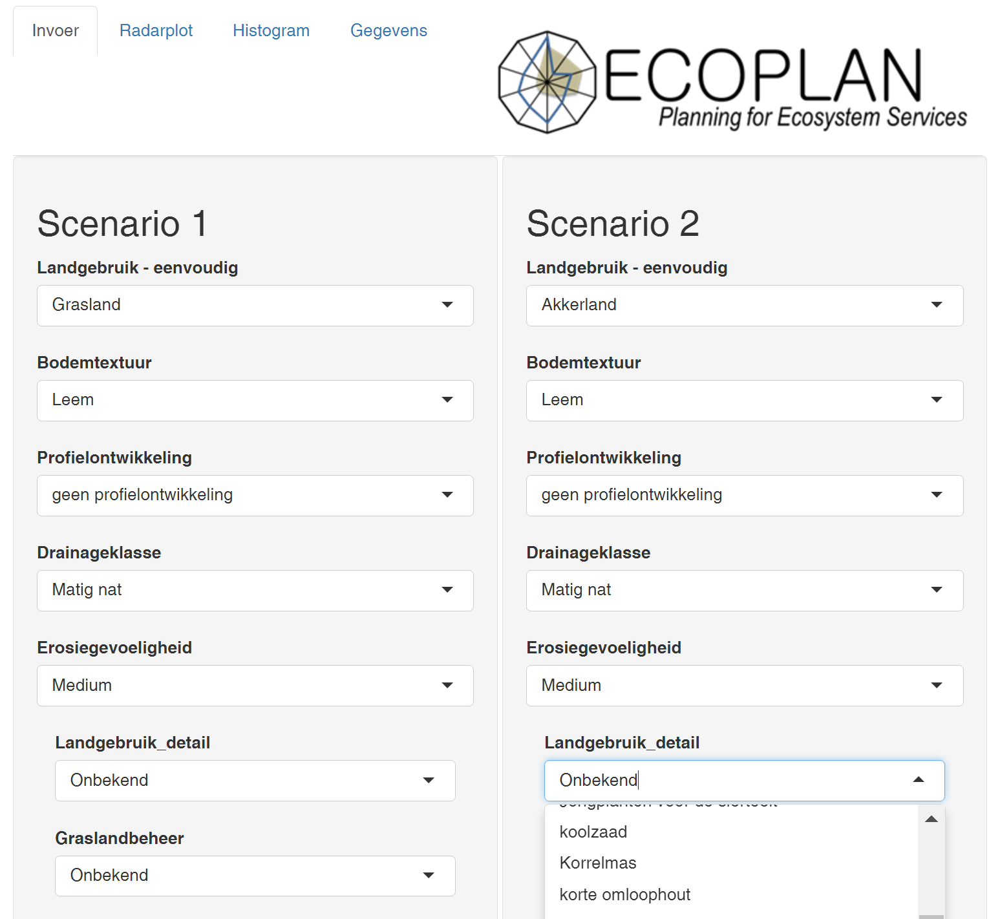 Invoer
Radarplot
Histogram
Gegevens
ECOPLAN
Planning for Ecosystem Services
Scenario 1
Landgebruik - eenvoudig
Grasland
Bodemtextuur
Leem
Profielontwikkeling
geen profielontwikkeling
Drainageklasse
Matig nat
Erosiegevoeligheid
Medium
Landgebruik_detail
Onbekend
Graslandbeheer
Onbekend
Scenario 2
Landgebruik - eenvoudig
Akkerland
Bodemtextuur
Leem
Profielontwikkeling
geen profielontwikkeling
Drainageklasse
Matig nat
Erosiegevoeligheid
Medium
Landgebruik_detail
Onbekend
koolzaad
Korrelmas
korte omloophout